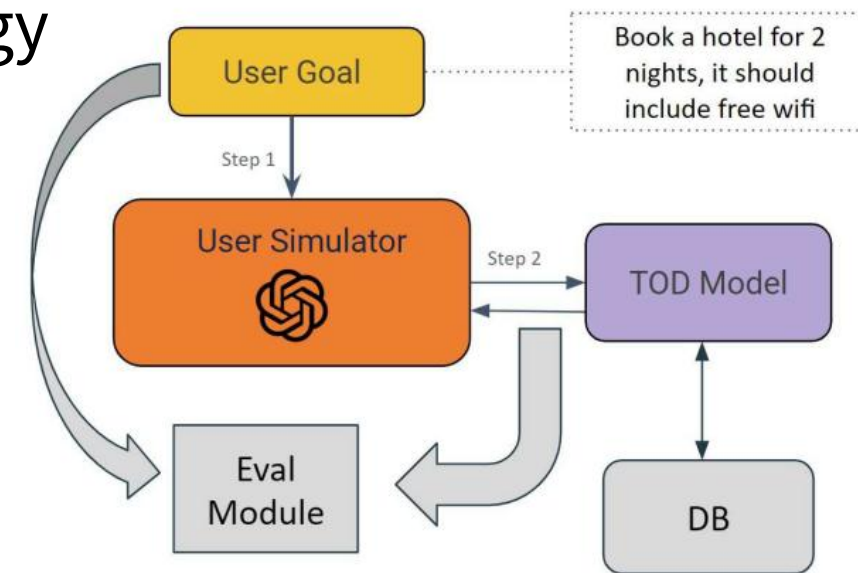 gy
User Goal
Book a hotel for 2
nights, it should
include free wifi
Step 1
User Simulator
Step 2
TOD Model
Eval
Module
DB